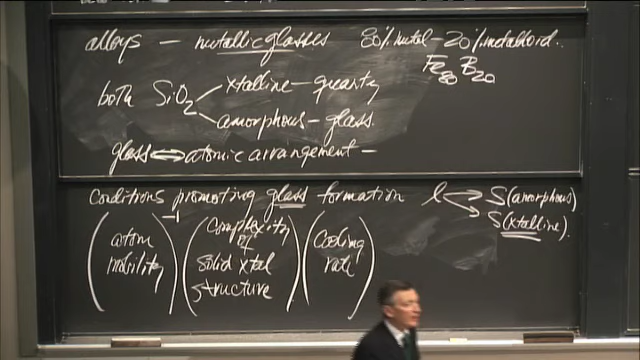 alloys — metallic glasses 80% metal – 20% metalloid..
Fe80 B20
both SiO2
xtalline – quartz
amorphous – glass.
glass ⟺ atomic arrangement –
Conditions promoting glass formation
l → S(amorphous)
S(xtalline).
(atom mobility)^-1
(complexity of solid xtal structure)
(cooling rate)